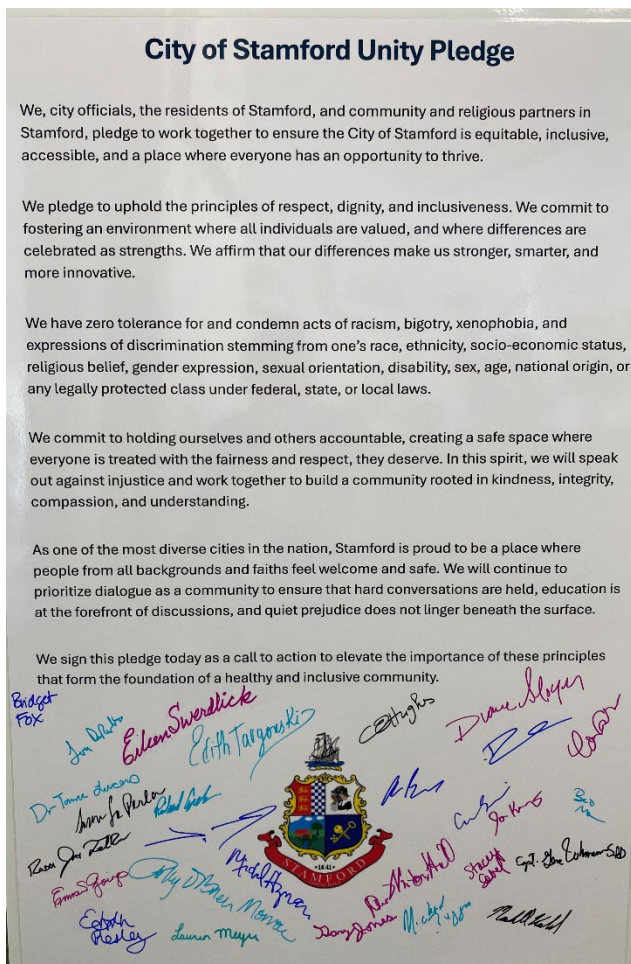 City of Stamford Unity Pledge
We, city officials, the residents of Stamford, and community and religious partners in
Stamford, pledge to work together to ensure the City of Stamford is equitable, inclusive,
accessible, and a place where everyone has an opportunity to thrive.
We pledge to uphold the principles of respect, dignity, and inclusiveness. We commit to
fostering an environment where all individuals are valued, and where differences are
celebrated as strengths. We affirm that our differences make us stronger, smarter, and
more innovative.
We have zero tolerance for and condemn acts of racism, bigotry, xenophobia, and
expressions of discrimination stemming from one's race, ethnicity, socio-economic status,
religious belief, gender expression, sexual orientation, disability, sex, age, national origin, or
any legally protected class under federal, state, or local laws.
We commit to holding ourselves and others accountable, creating a safe space where
everyone is treated with the fairness and respect, they deserve. In this spirit, we will speak
out against injustice and work together to build a community rooted in kindness, integrity,
compassion, and understanding.
As one of the most diverse cities in the nation, Stamford is proud to be a place where
people from all backgrounds and faiths feel welcome and safe. We will continue to
prioritize dialogue as a community to ensure that hard conversations are held, education is
at the forefront of discussions, and quiet prejudice does not linger beneath the surface.
We sign this pledge today as a call to action to elevate the importance of these principles
that form the foundation of a healthy and inclusive community.
Bridget
Fox
Eileen Swerdlick
Edith Targowski
Hughes
Diane
Dr
STAMFORD
Lauren Meyer
Gary Jones
Stacey